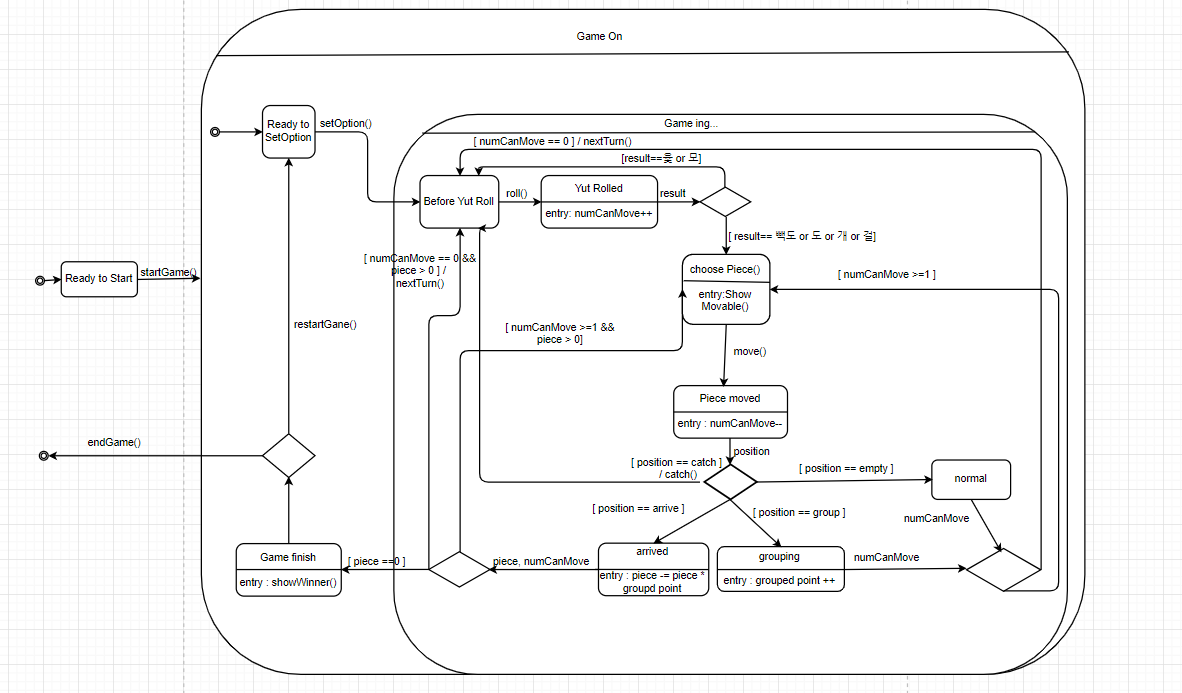 Game On
Ready to
SetOption
setOption()
Game ing...
[ numCanMove == 0 ] / nextTurn()
[result==윷 or 모]
Before Yut Roll
roll()
Yut Rolled
entry: numCanMove++
result
[ result== 빽도 or 도 or 개 or 걸]
[ numCanMove == 0 &&
piece > 0 ] /
nextTurn()
choose Piece()
entry:Show
Movable()
[ numCanMove >=1 ]
Ready to Start
startGame()
restartGane()
[ numCanMove >=1 &&
piece > 0]
move()
Piece moved
entry : numCanMove--
position
endGame()
[ position == catch ]
/ catch()
[ position == empty ]
normal
[ position == arrive ]
[ position == group ]
numCanMove
Game finish
entry : showWinner()
[ piece ==0 ]
piece, numCanMove
arrived
entry : piece -= piece *
groupd point
grouping
entry : grouped point ++
numCanMove